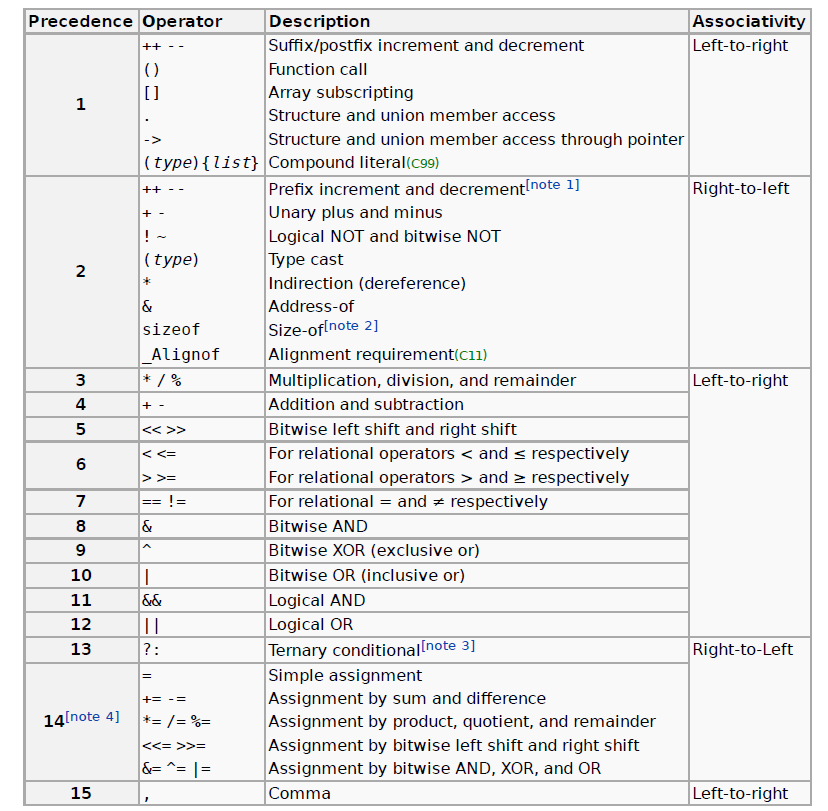 Precedence Operator Description Associativity
1 ++ -- Suffix/postfix increment and decrement Left-to-right
() Function call
[] Array subscripting
. Structure and union member access
-> Structure and union member access through pointer
(type){list} Compound literal(C99)
2 ++ -- Prefix increment and decrement[note 1] Right-to-left
+ - Unary plus and minus
! ~ Logical NOT and bitwise NOT
(type) Type cast
* Indirection (dereference)
& Address-of
sizeof Size-of[note 2]
_Alignof Alignment requirement(C11)
3 * / % Multiplication, division, and remainder Left-to-right
4 + - Addition and subtraction
5 << >> Bitwise left shift and right shift
6 < <= For relational operators < and ≤ respectively
> >= For relational operators > and ≥ respectively
7 == != For relational = and ≠ respectively
8 & Bitwise AND
9 ^ Bitwise XOR (exclusive or)
10 | Bitwise OR (inclusive or)
11 && Logical AND
12 || Logical OR
13 ?: Ternary conditional[note 3] Right-to-Left
14[note 4] = Simple assignment
+= -= Assignment by sum and difference
*= /= %= Assignment by product, quotient, and remainder
<<= >>= Assignment by bitwise left shift and right shift
&= ^= |= Assignment by bitwise AND, XOR, and OR
15 , Comma Left-to-right